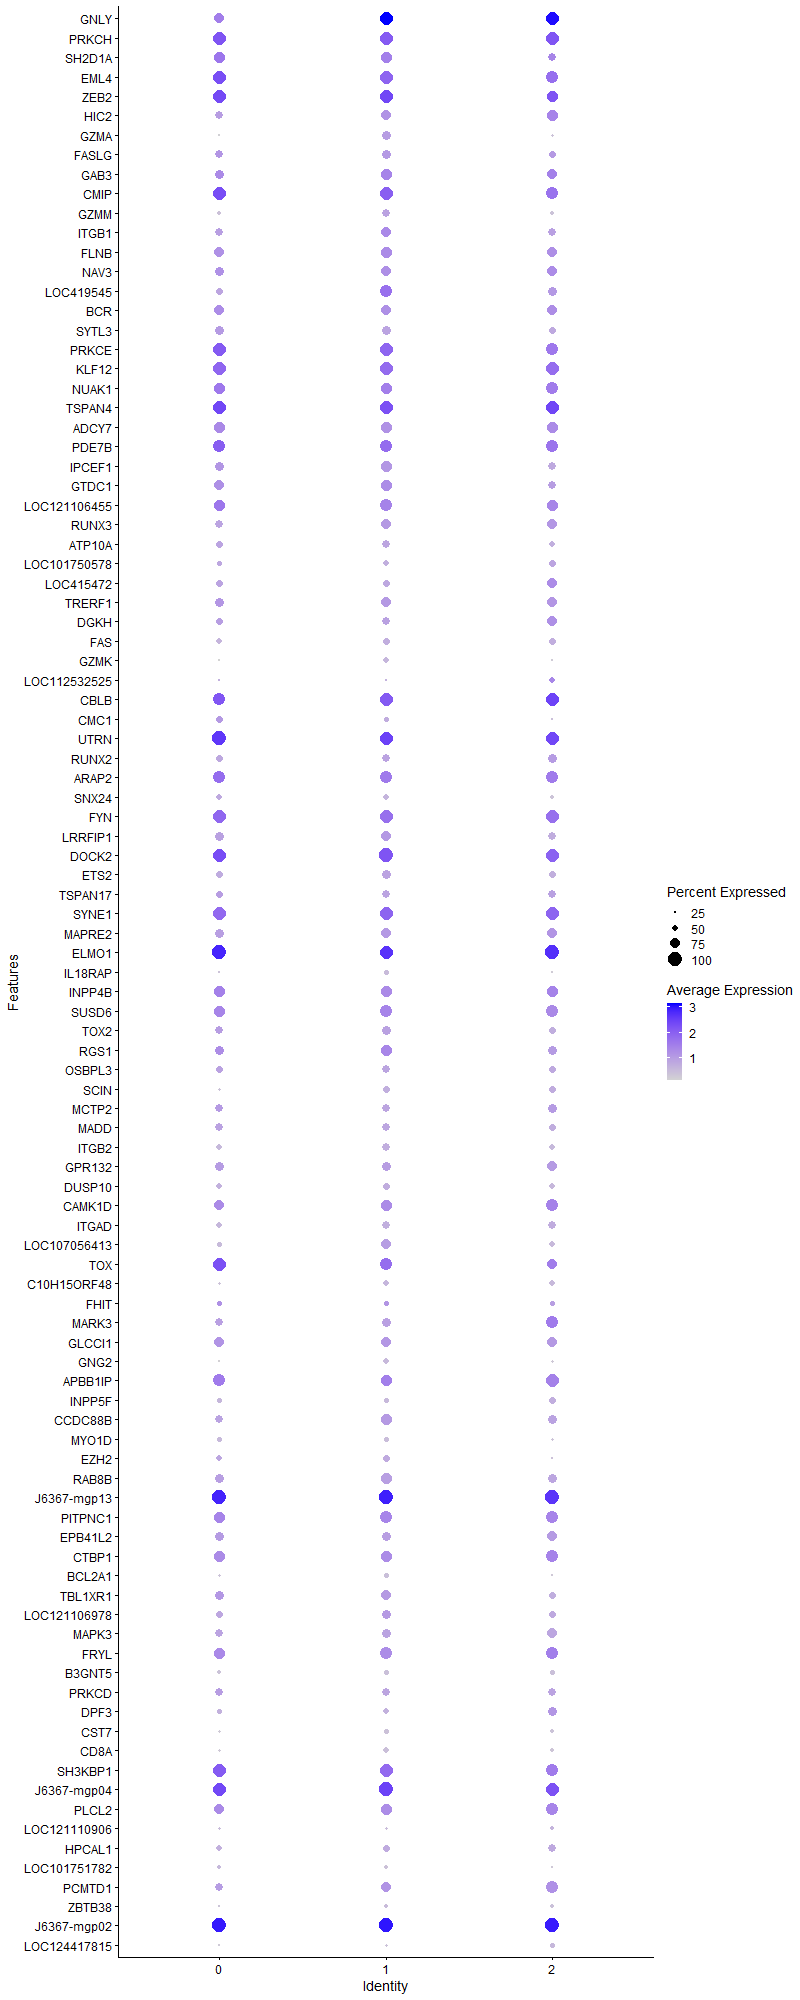 GNLY
PRKCH
SH2D1A
EML4
ZEB2
HIC2
GZMA
FASLG
GAB3
CMIP
GZMM
ITGB1
FLNB
NAV3
LOC419545
BCR
SYTL3
PRKCE
KLF12
NUAK1
TSPAN4
ADCY7
PDE7B
IPCEF1
GTDC1
LOC121106455
RUNX3
ATP10A
LOC101750578
LOC415472
TRERF1
DGKH
FAS
GZMK
LOC112532525
CBLB
CMC1
UTRN
RUNX2
ARAP2
SNX24
FYN
LRRFIP1
DOCK2
ETS2
TSPAN17
SYNE1
MAPRE2
ELMO1
IL18RAP
INPP4B
SUSD6
TOX2
RGS1
OSBPL3
SCIN
MCTP2
MADD
ITGB2
GPR132
DUSP10
CAMK1D
ITGAD
LOC107056413
TOX
C10H15ORF48
FHIT
MARK3
GLCCI1
GNG2
APBB1IP
INPP5F
CCDC88B
MYO1D
EZH2
RAB8B
J6367-mgp13
PITPNC1
EPB41L2
CTBP1
BCL2A1
TBL1XR1
LOC121106978
MAPK3
FRYL
B3GNT5
PRKCD
DPF3
CST7
CD8A
SH3KBP1
J6367-mgp04
PLCL2
LOC121110906
HPCAL1
LOC101751782
PCMTD1
ZBTB38
J6367-mgp02
LOC124417815
Features
0 1 2
Identity
Percent Expressed
25
50
75
100
Average Expression
3
2
1